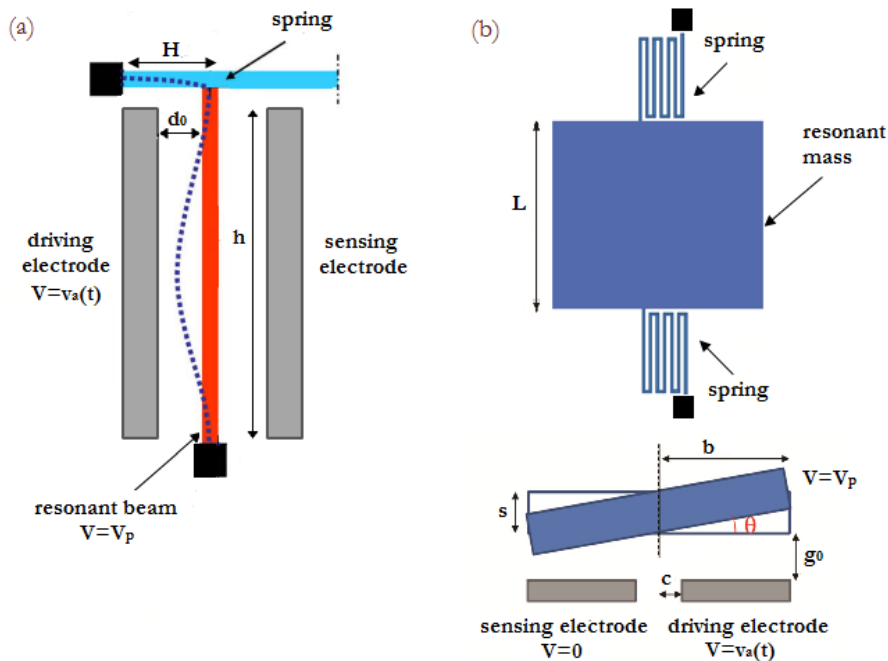 (a)
H
spring
d₀
h
driving
electrode
V=vₐ(t)
sensing
electrode
resonant beam
V=Vₚ
(b)
spring
resonant
mass
L
spring
b
V=Vₚ
s
θ
g₀
c
sensing electrode
V=0
driving electrode
V=vₐ(t)